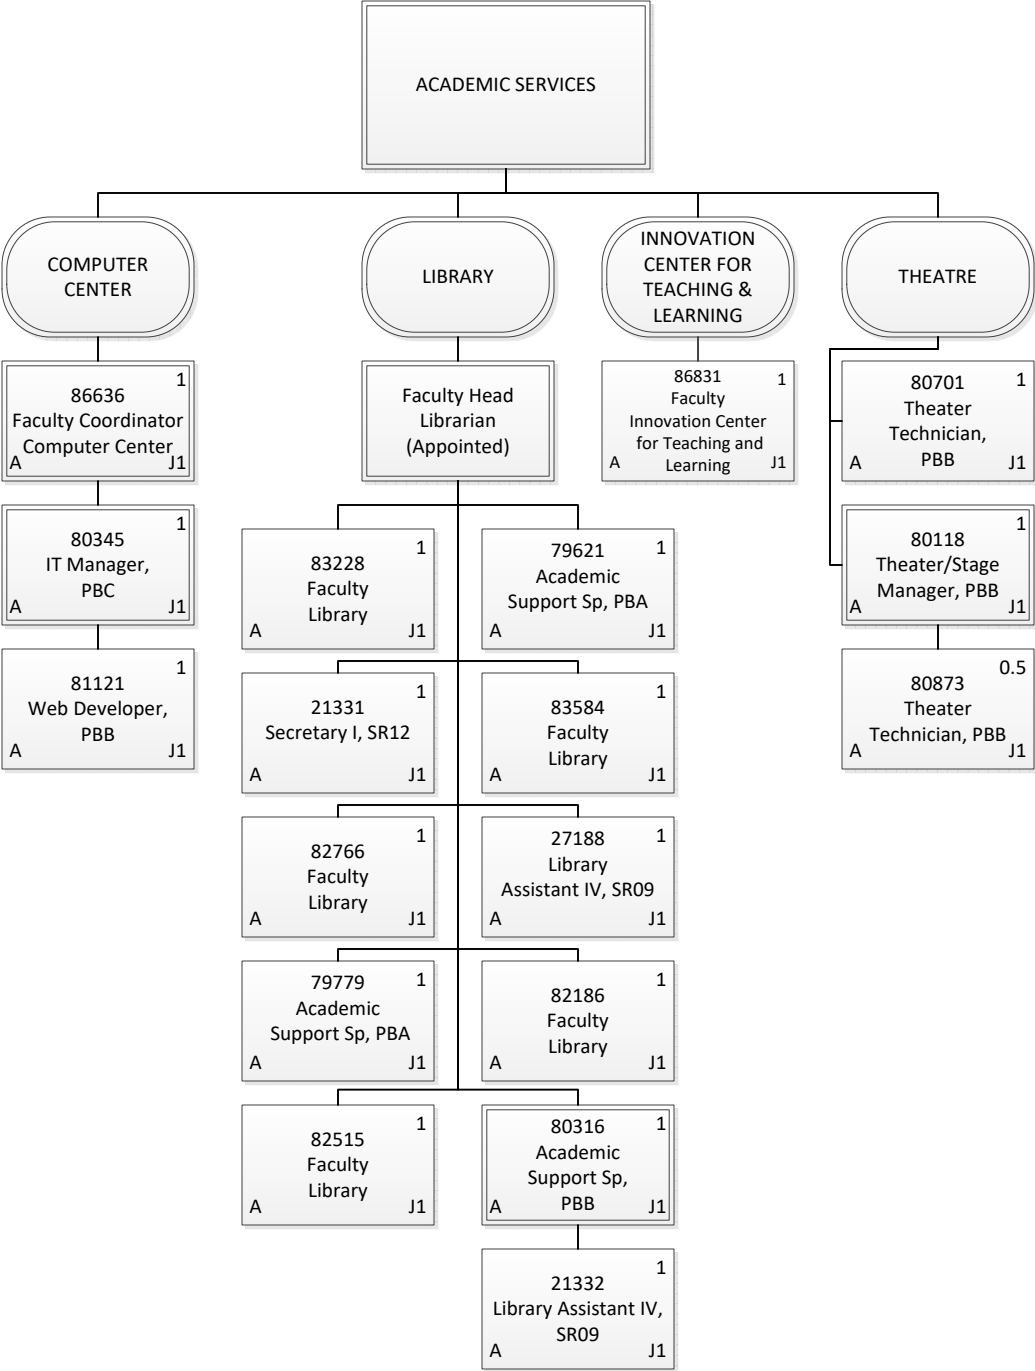 ACADEMIC SERVICES
COMPUTER
CENTER
LIBRARY
INNOVATION
CENTER FOR
TEACHING &
LEARNING
THEATRE
1
86636
Faculty Coordinator
Computer Center
A J1
1
80345
IT Manager,
PBC
A J1
1
81121
Web Developer,
PBB
A J1
Faculty Head
Librarian
(Appointed)
1
83228
Faculty
Library
A J1
1
79621
Academic
Support Sp, PBA
A J1
1
21331
Secretary I, SR12
A J1
1
83584
Faculty
Library
A J1
1
82766
Faculty
Library
A J1
1
27188
Library
Assistant IV, SR09
A J1
1
79779
Academic
Support Sp, PBA
A J1
1
82186
Faculty
Library
A J1
1
82515
Faculty
Library
A J1
1
80316
Academic
Support Sp,
PBB
A J1
1
21332
Library Assistant IV,
SR09
A J1
86831 1
Faculty
Innovation Center
for Teaching and
Learning
A J1
1
80701
Theater
Technician,
PBB
A J1
1
80118
Theater/Stage
Manager, PBB
A J1
0.5
80873
Theater
Technician, PBB
A J1